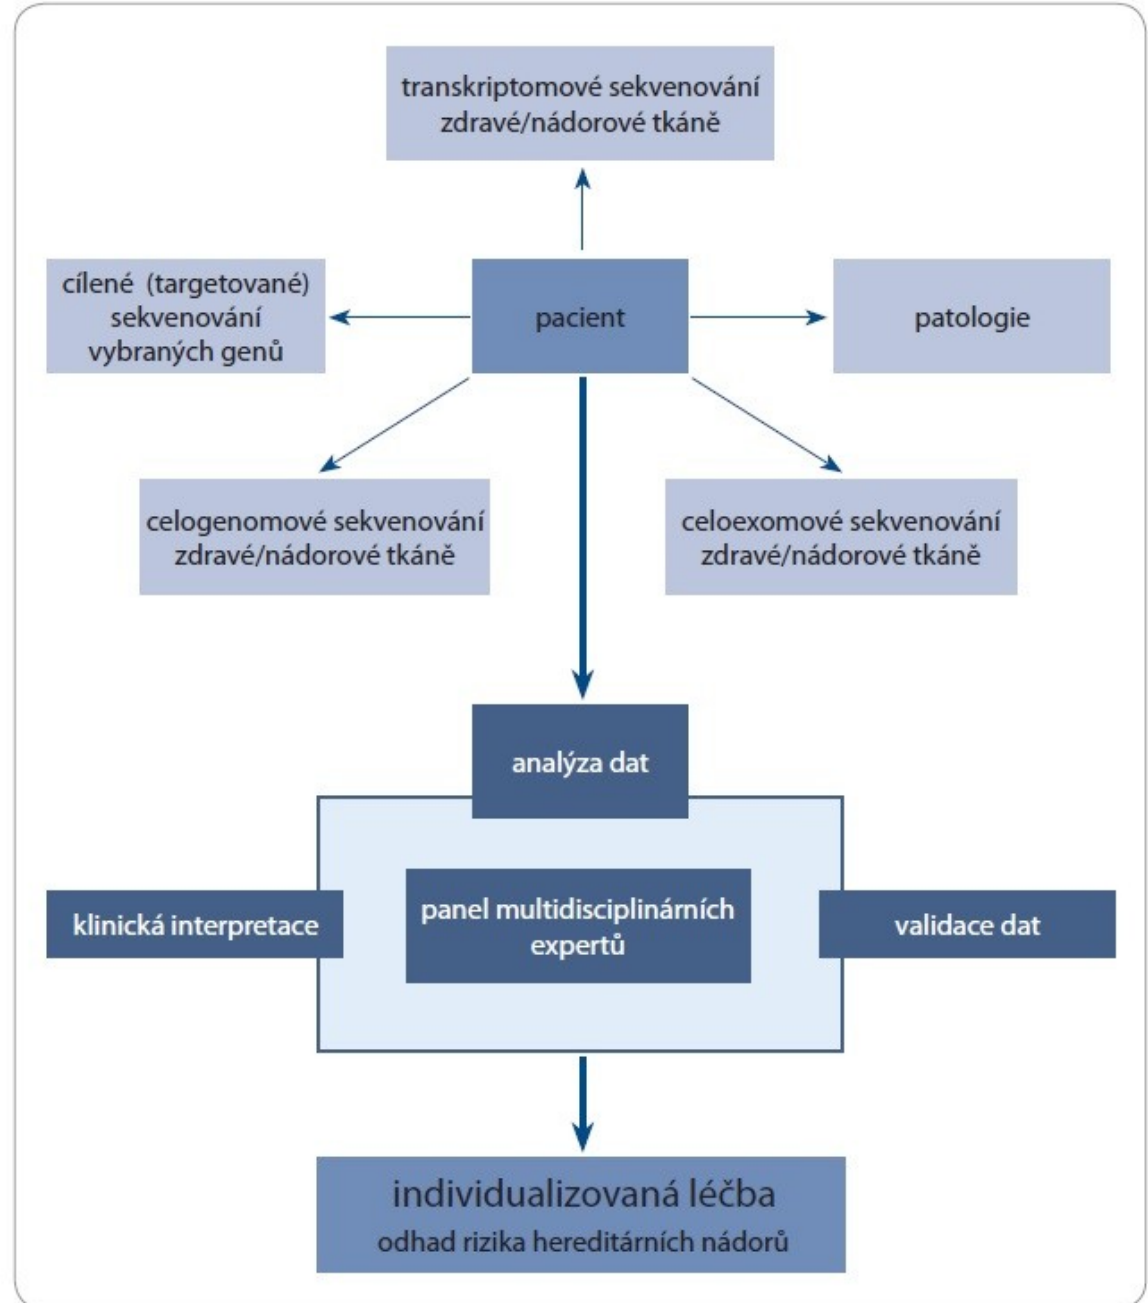 transkriptomové sekvenování
zdravé/nádorové tkáně
cílené (targetované)
sekvenování
vybraných genů
pacient
patologie
celogenomové sekvenování
zdravé/nádorové tkáně
celoexomové sekvenování
zdravé/nádorové tkáně
analýza dat
klinická interpretace
panel multidisciplinárních
expertů
validace dat
individualizovaná léčba
odhad rizika hereditárních nádorů